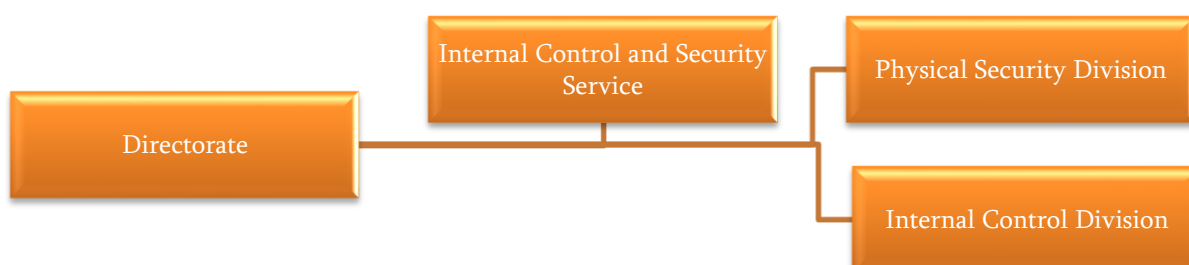 Internal Control and Security
Service
Physical Security Division
Directorate
Internal Control Division